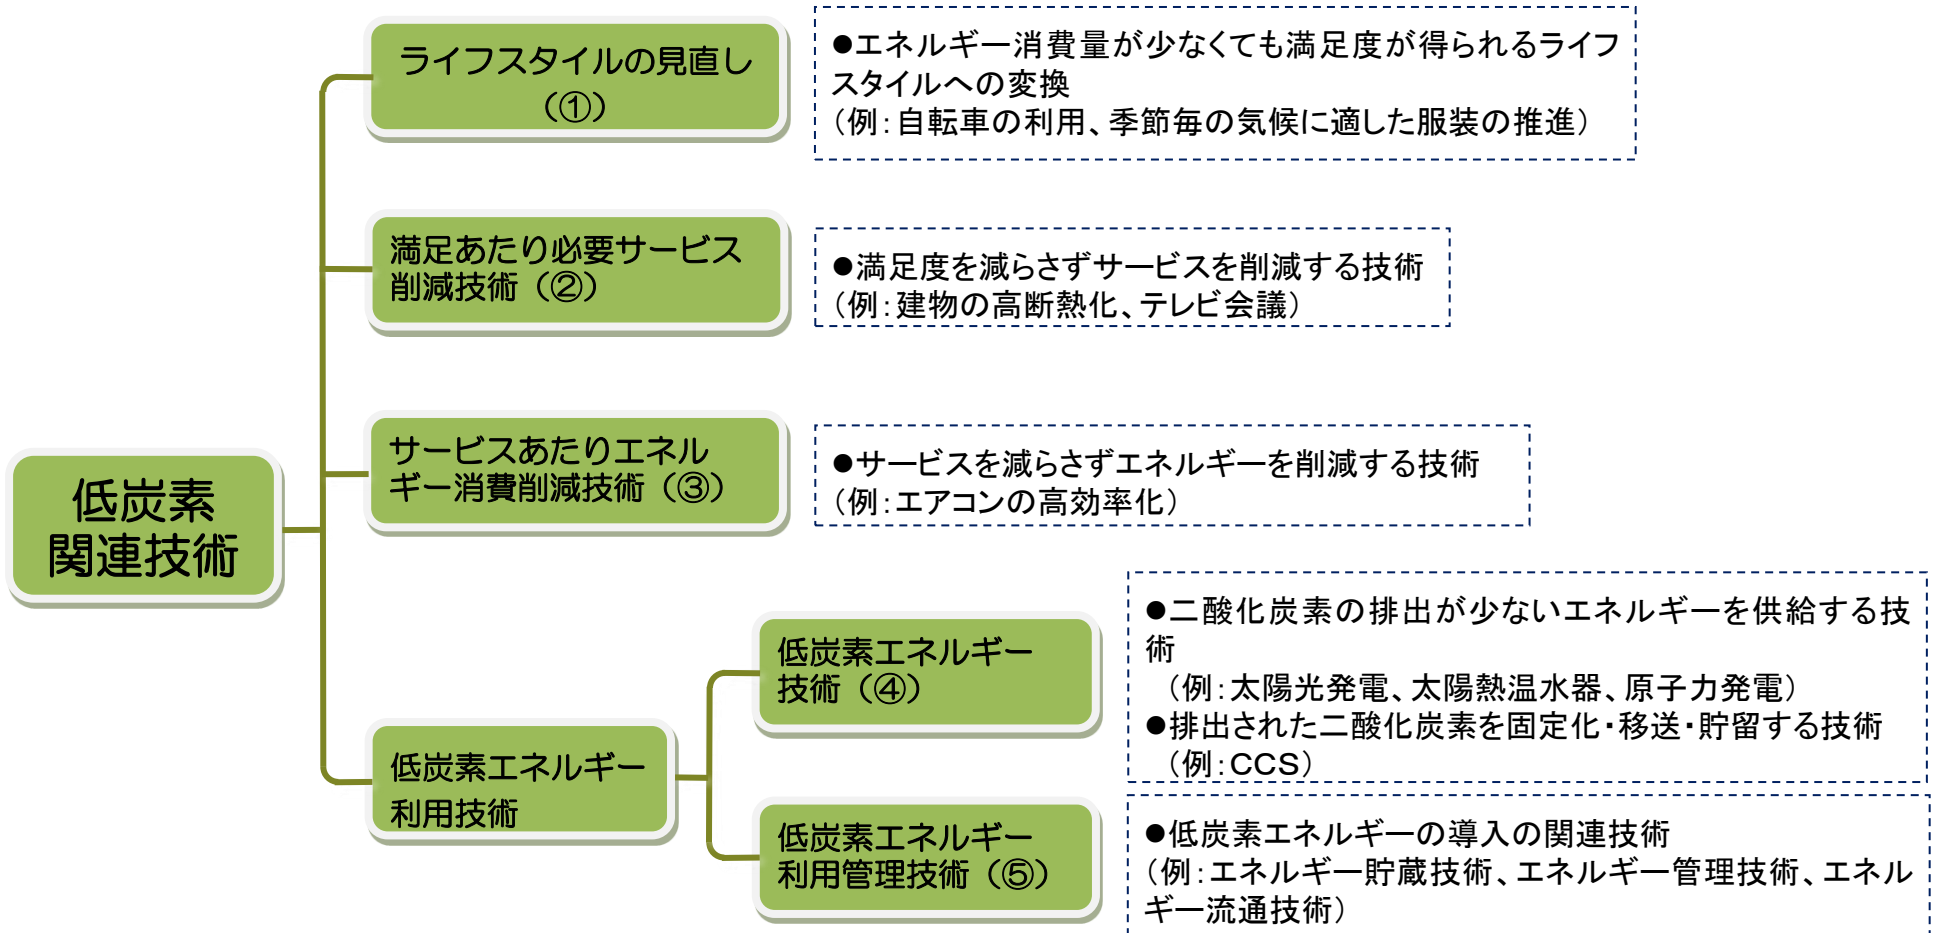 ライフスタイルの見直し
（①）
●エネルギー消費量が少なくても満足度が得られるライフ
スタイルへの変換
（例：自転車の利用、季節毎の気候に適した服装の推進）
満足あたり必要サービス
削減技術（②）
●満足度を減らさずサービスを削減する技術
（例：建物の高断熱化、テレビ会議）
サービスあたりエネル
ギー消費削減技術（③）
●サービスを減らさずエネルギーを削減する技術
（例：エアコンの高効率化）
低炭素
関連技術
低炭素エネルギー
利用技術
低炭素エネルギー
技術（④）
●二酸化炭素の排出が少ないエネルギーを供給する技
術
（例：太陽光発電、太陽熱温水器、原子力発電）
●排出された二酸化炭素を固定化・移送・貯留する技術
（例：CCS）
低炭素エネルギー
利用管理技術（⑤）
●低炭素エネルギーの導入の関連技術
（例：エネルギー貯蔵技術、エネルギー管理技術、エネル
ギー流通技術）